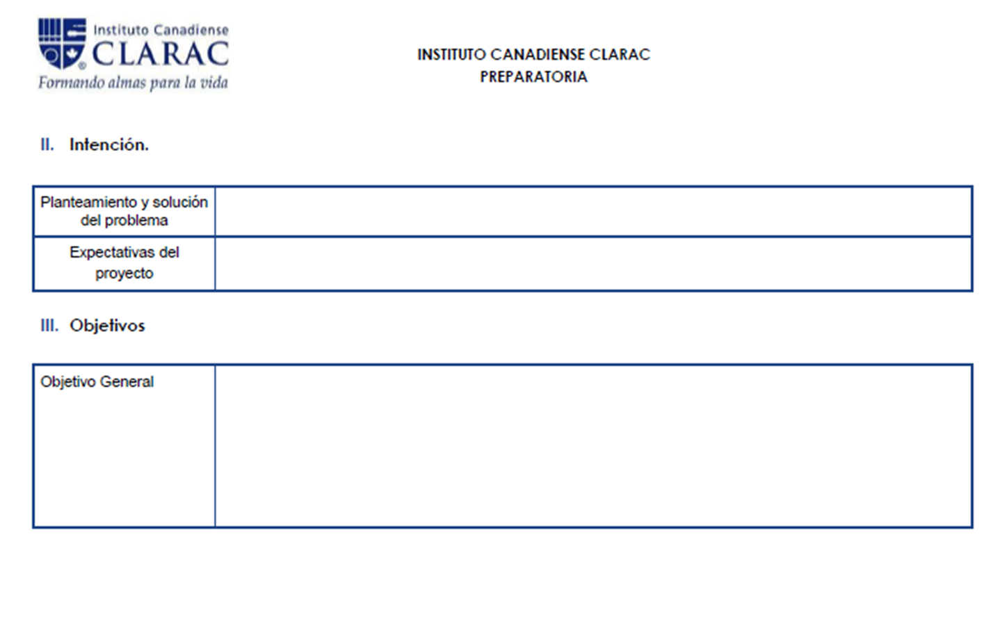 Instituto Canadiense
CLARAC
®
Formando almas para la vida
INSTITUTO CANADIENSE CLARAC
PREPARATORIA
II. Intención.
Planteamiento y solución
del problema
Expectativas del
proyecto
III. Objetivos
Objetivo General